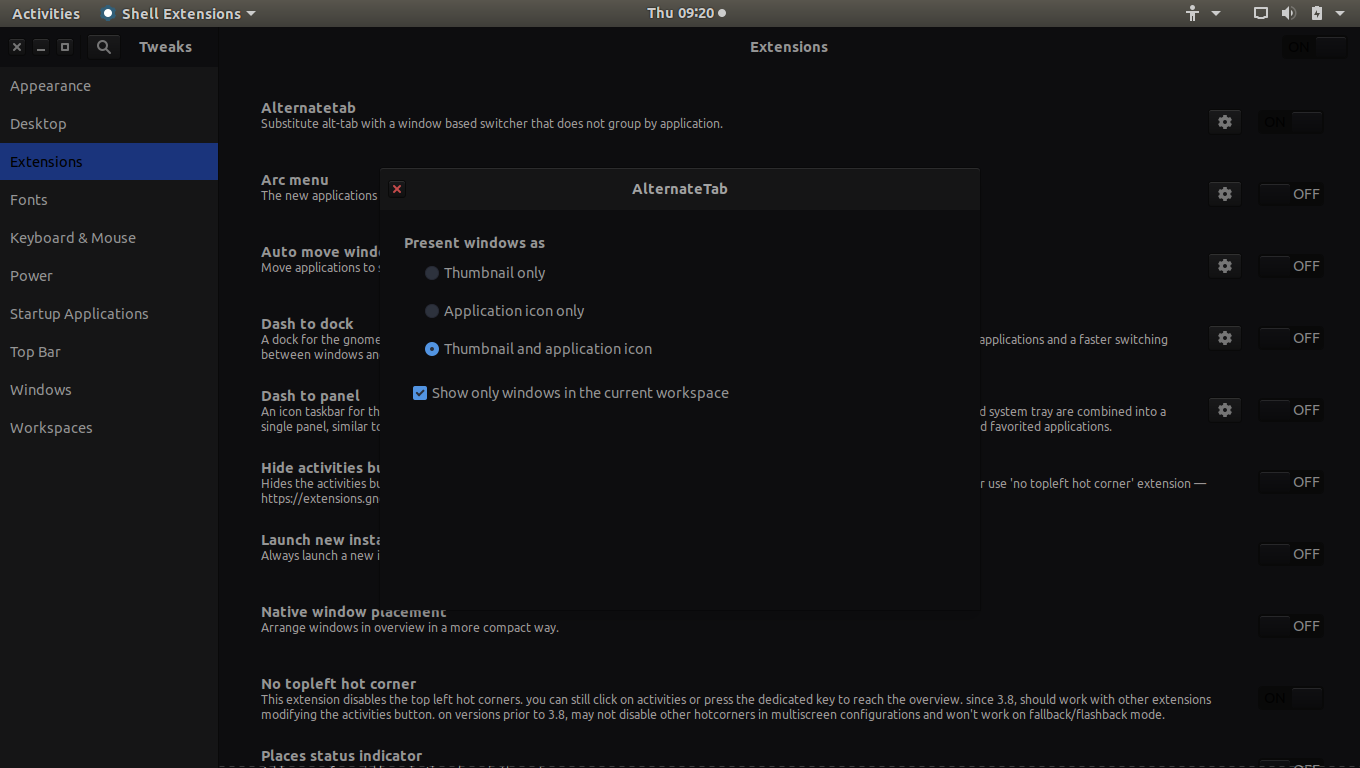 Activities Shell Extensions Thu 09:20
Tweaks Extensions ON
Appearance
Desktop
Extensions
Fonts
Keyboard & Mouse
Power
Startup Applications
Top Bar
Windows
Workspaces
Alternatetab
Substitute alt-tab with a window based switcher that does not group by application.
ON
Arc menu
The new applications
OFF
Auto move
Move applications to
OFF
Dash to dock
A dock for the gnome applications and a faster switching
between windows
OFF
Dash to panel
An icon taskbar for system tray are combined into a
single panel, similar favorited applications.
OFF
Hide activities
Hides the activities use 'no topleft hot corner' extension —
OFF
Launch new
Always launch a new
OFF
Native window placement
Arrange windows in overview in a more compact way.
OFF
No topleft hot corner
This extension disables the top left hot corners. you can still click on activities or press the dedicated key to reach the overview. since 3.8, should work with other extensions
modifying the activities button. on versions prior to 3.8, may not disable other hotcorners in multiscreen configurations and won't work on fallback/flashback mode.
ON
Places status indicator
OFF
AlternateTab
Present windows as
Thumbnail only
Application icon only
Thumbnail and application icon
Show only windows in the current workspace